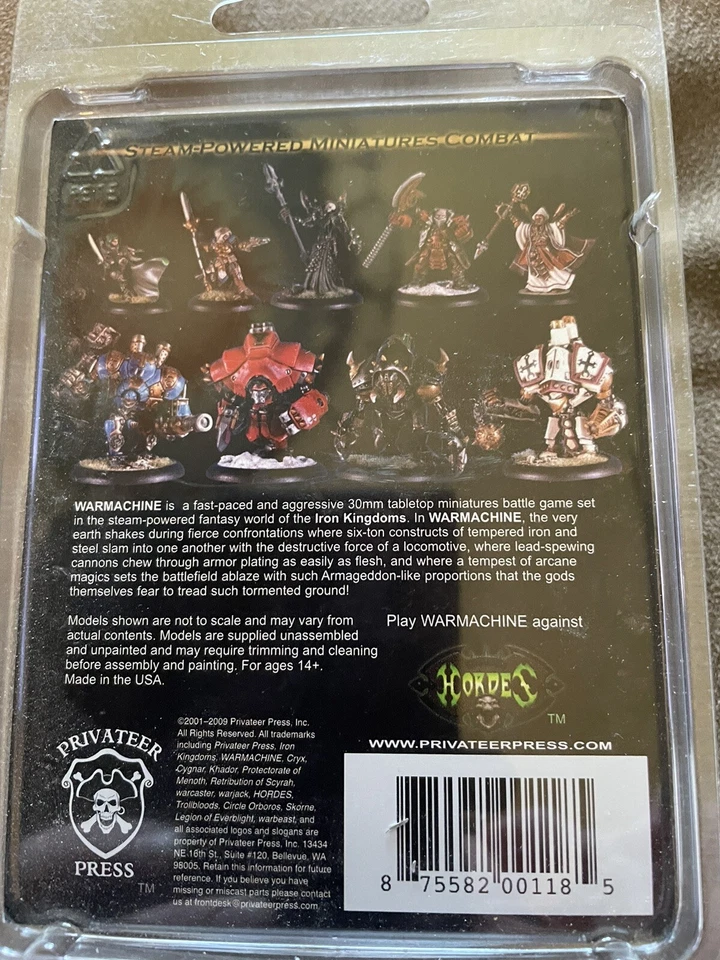 STEAM-POWERED MINIATURES COMBAT
WARMACHINE is a fast-paced and aggressive 30mm tabletop miniatures battle game set
in the steam-powered fantasy world of the Iron Kingdoms. In WARMACHINE, the very
earth shakes during fierce confrontations where six-ton constructs of tempered iron and
steel slam into one another with the destructive force of a locomotive, where lead-spewing
cannons chew through armor plating as easily as flesh, and where a tempest of arcane
magics sets the battlefield ablaze with such Armageddon-like proportions that the gods
themselves fear to tread such tormented ground!
Models shown are not to scale and may vary from
actual contents. Models are supplied unassembled
and unpainted and may require trimming and cleaning
before assembly and painting. For ages 14+.
Made in the USA.
Play WARMACHINE against
HORDES
TM
WWW.PRIVATEERPRESS.COM
PRIVATEER
PRESS
TM
©2001–2009 Privateer Press, Inc.
All Rights Reserved. All trademarks
including Privateer Press, Iron
Kingdoms, WARMACHINE, Cryx,
Cygnar, Khador, Protectorate of
Menoth, Retribution of Scyrah,
warcaster, warjack, HORDES,
Trollbloods, Circle Orboros, Skorne,
Legion of Everblight, warbeast, and
all associated logos and slogans are
property of Privateer Press, Inc. 13434
NE 16th St., Suite #120, Bellevue, WA
98005. Retain this information for future
reference. If you believe you have
missing or miscast parts please contact
us at frontdesk@privateerpress.com.
8 75582 00118 5